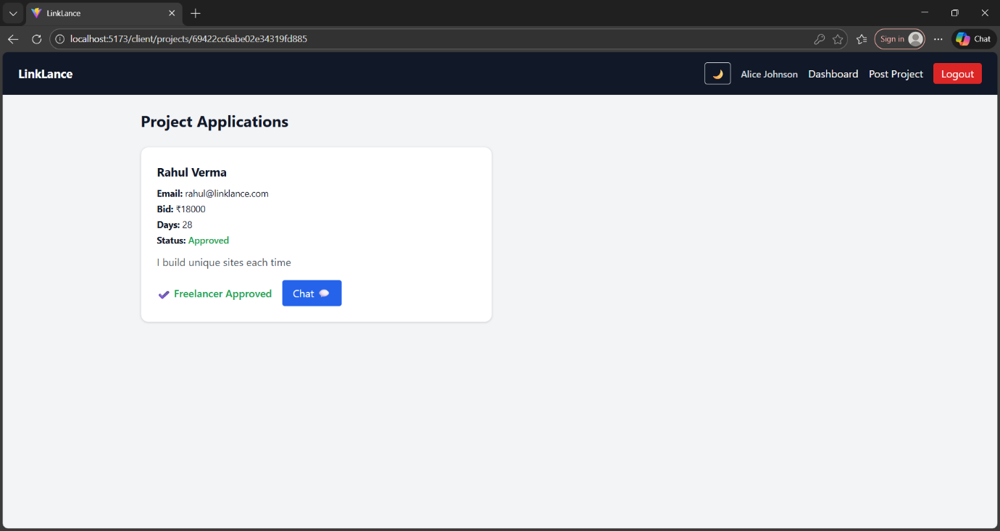 LinkLance
localhost:5173/client/projects/69422cc6abe02e34319fd885
Sign in
Chat
LinkLance
Alice Johnson
Dashboard
Post Project
Logout
Project Applications
Rahul Verma
Email: rahul@linklance.com
Bid: ₹18000
Days: 28
Status: Approved
I build unique sites each time
Freelancer Approved
Chat